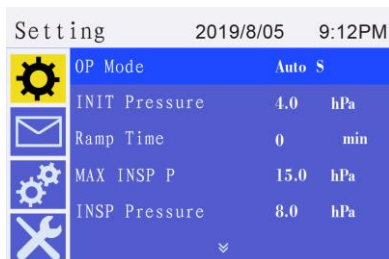 Setting 2019/8/05 9:12PM
OP Mode Auto S
INIT Pressure 4.0 hPa
Ramp Time 0 min
MAX INSP P 15.0 hPa
INSP Pressure 8.0 hPa